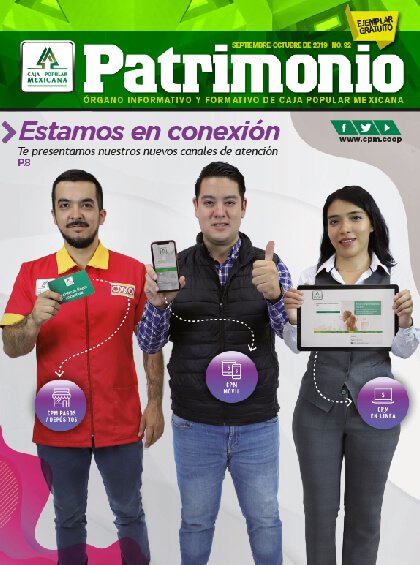 EJEMPLAR
GRATUITO
SEPTIEMBRE OCTUBRE DE 2019 NO. 92
CAJA POPULAR
MEXICANA
Patrimonio
ÓRGANO INFORMATIVO Y FORMATIVO DE CAJA POPULAR MEXICANA
Estamos en conexión
Te presentamos nuestros nuevos canales de atención
P.8
www.cpm.coop
OXXO
CPM PAGOS
Y DEPÓSITOS
CPM
MÓVIL
CPM
EN LÍNEA